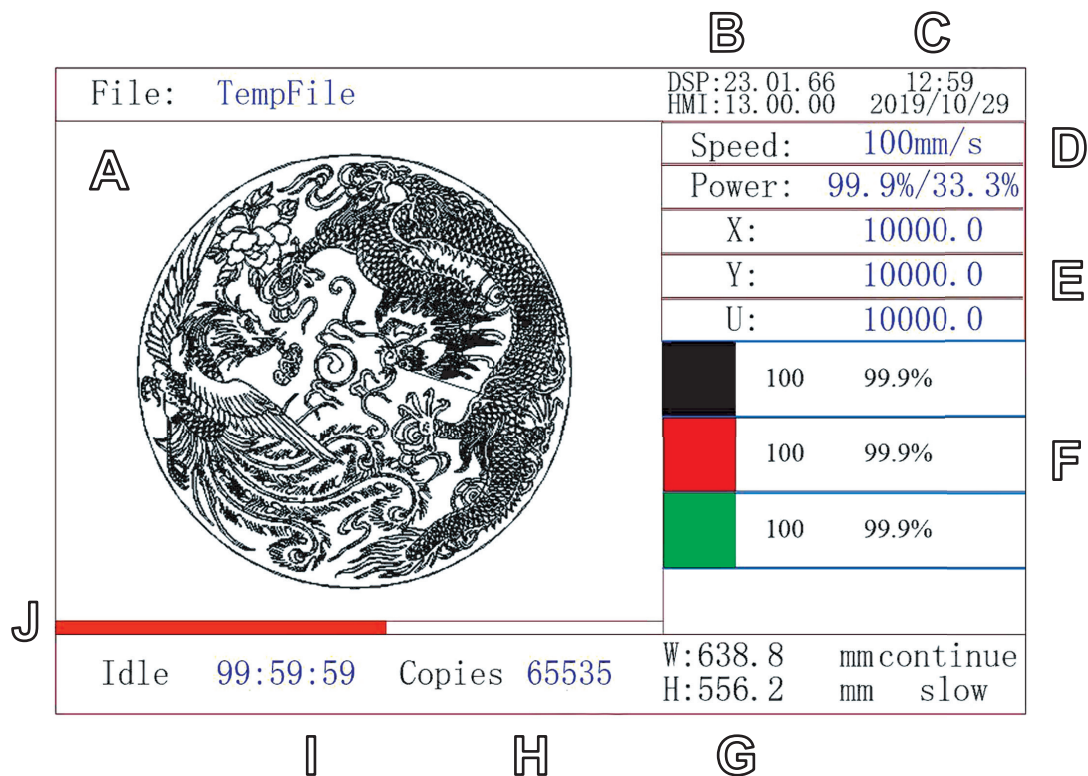 B C
File: TempFile DSP:23.01.66 12:59
HMI:13.00.00 2019/10/29
A Speed: 100mm/s D
Power: 99.9%/33.3%
X: 10000.0
Y: 10000.0 E
U: 10000.0
100 99.9%
100 99.9% F
100 99.9%
J
Idle 99:59:59 Copies 65535 W:638.8 mm continue
H:556.2 mm slow
I H G